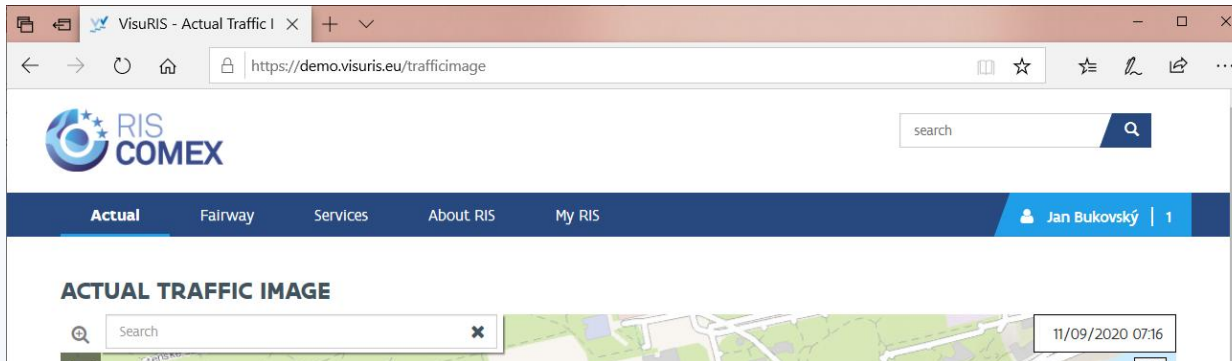 VisuRIS - Actual Traffic I
https://demo.visuris.eu/trafficimage
RIS
COMEX
search
Actual
Fairway
Services
About RIS
My RIS
Jan Bukovský | 1
ACTUAL TRAFFIC IMAGE
Search
11/09/2020 07:16